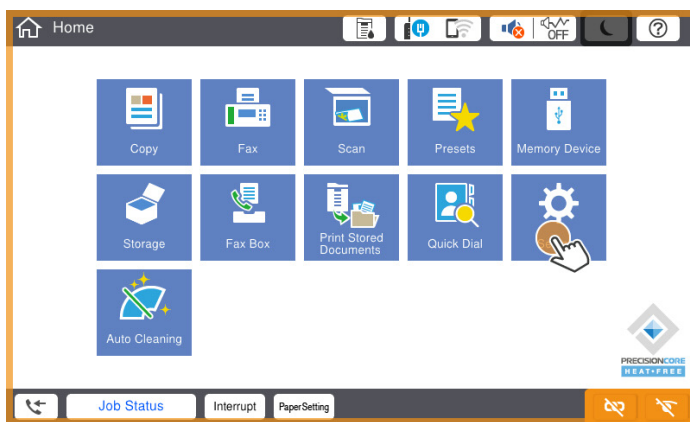 Home
OFF
Copy
Fax
Scan
Presets
Memory Device
Storage
Fax Box
Print Stored
Documents
Quick Dial
Auto Cleaning
PRECISIONCORE
HEAT-FREE
Job Status
Interrupt
PaperSetting